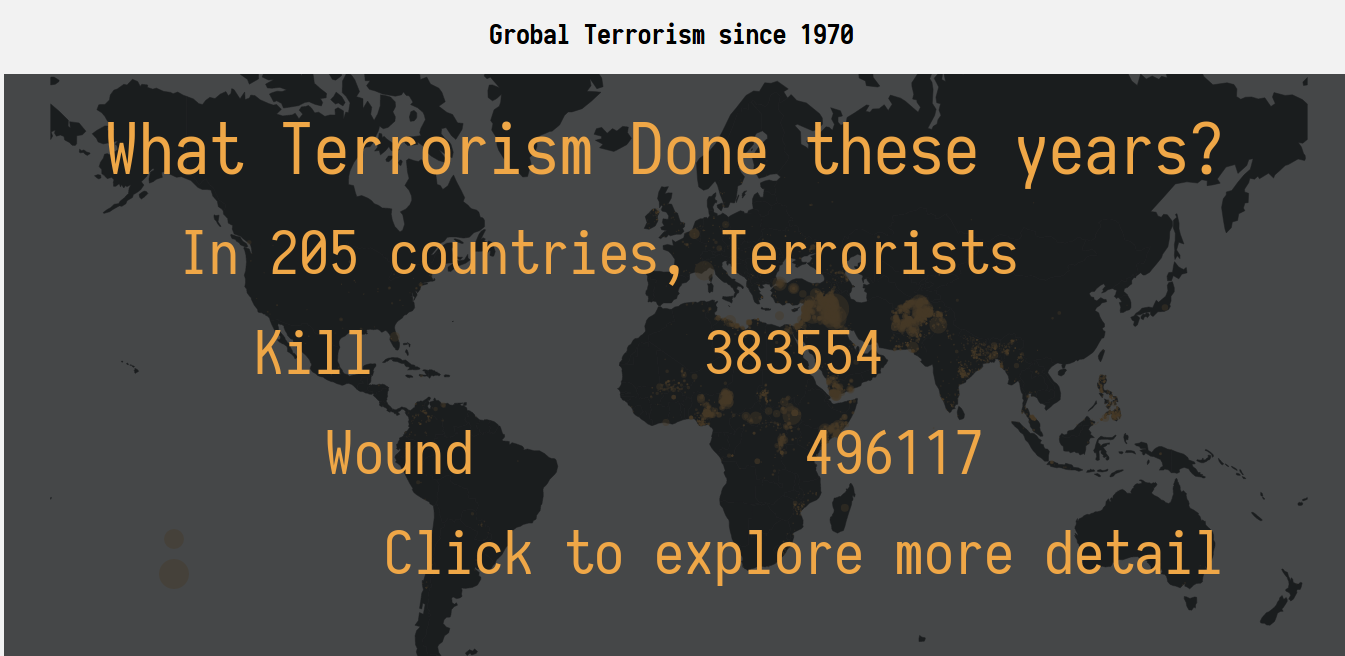 Grobal Terrorism since 1970
What Terrorism Done these years?
In 205 countries, Terrorists
Kill 383554
Wound 496117
Click to explore more detail